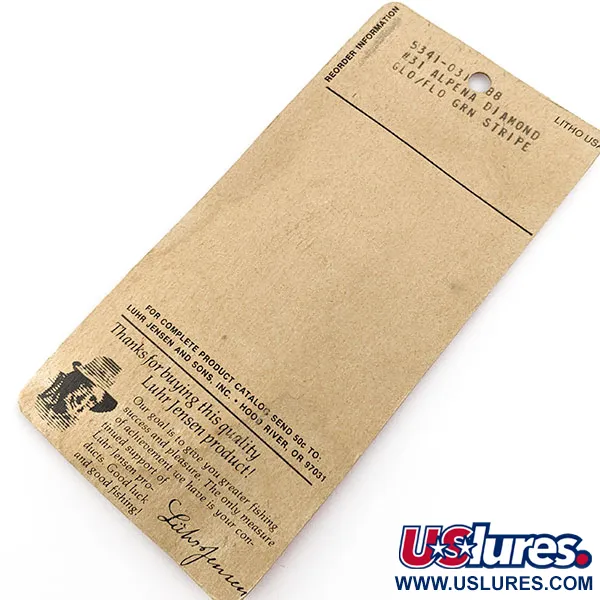 REORDER INFORMATION
5341-031 88
#31 ALPENA DIAMOND
GLO/FLO GRN STRIPE
LITHO USA
FOR COMPLETE PRODUCT CATALOG SEND 50¢ TO:
LUHR JENSEN AND SONS, INC. • HOOD RIVER, OR 97031
Thanks for buying this quality
Luhr Jensen product!
Our goal is to give you greater fishing
success and pleasure. The only measure
of achievement we have is your con-
tinued support of
Luhr Jensen pro-
ducts. Good luck
and good fishing!
Luhr Jensen
USlures.
WWW.USLURES.COM